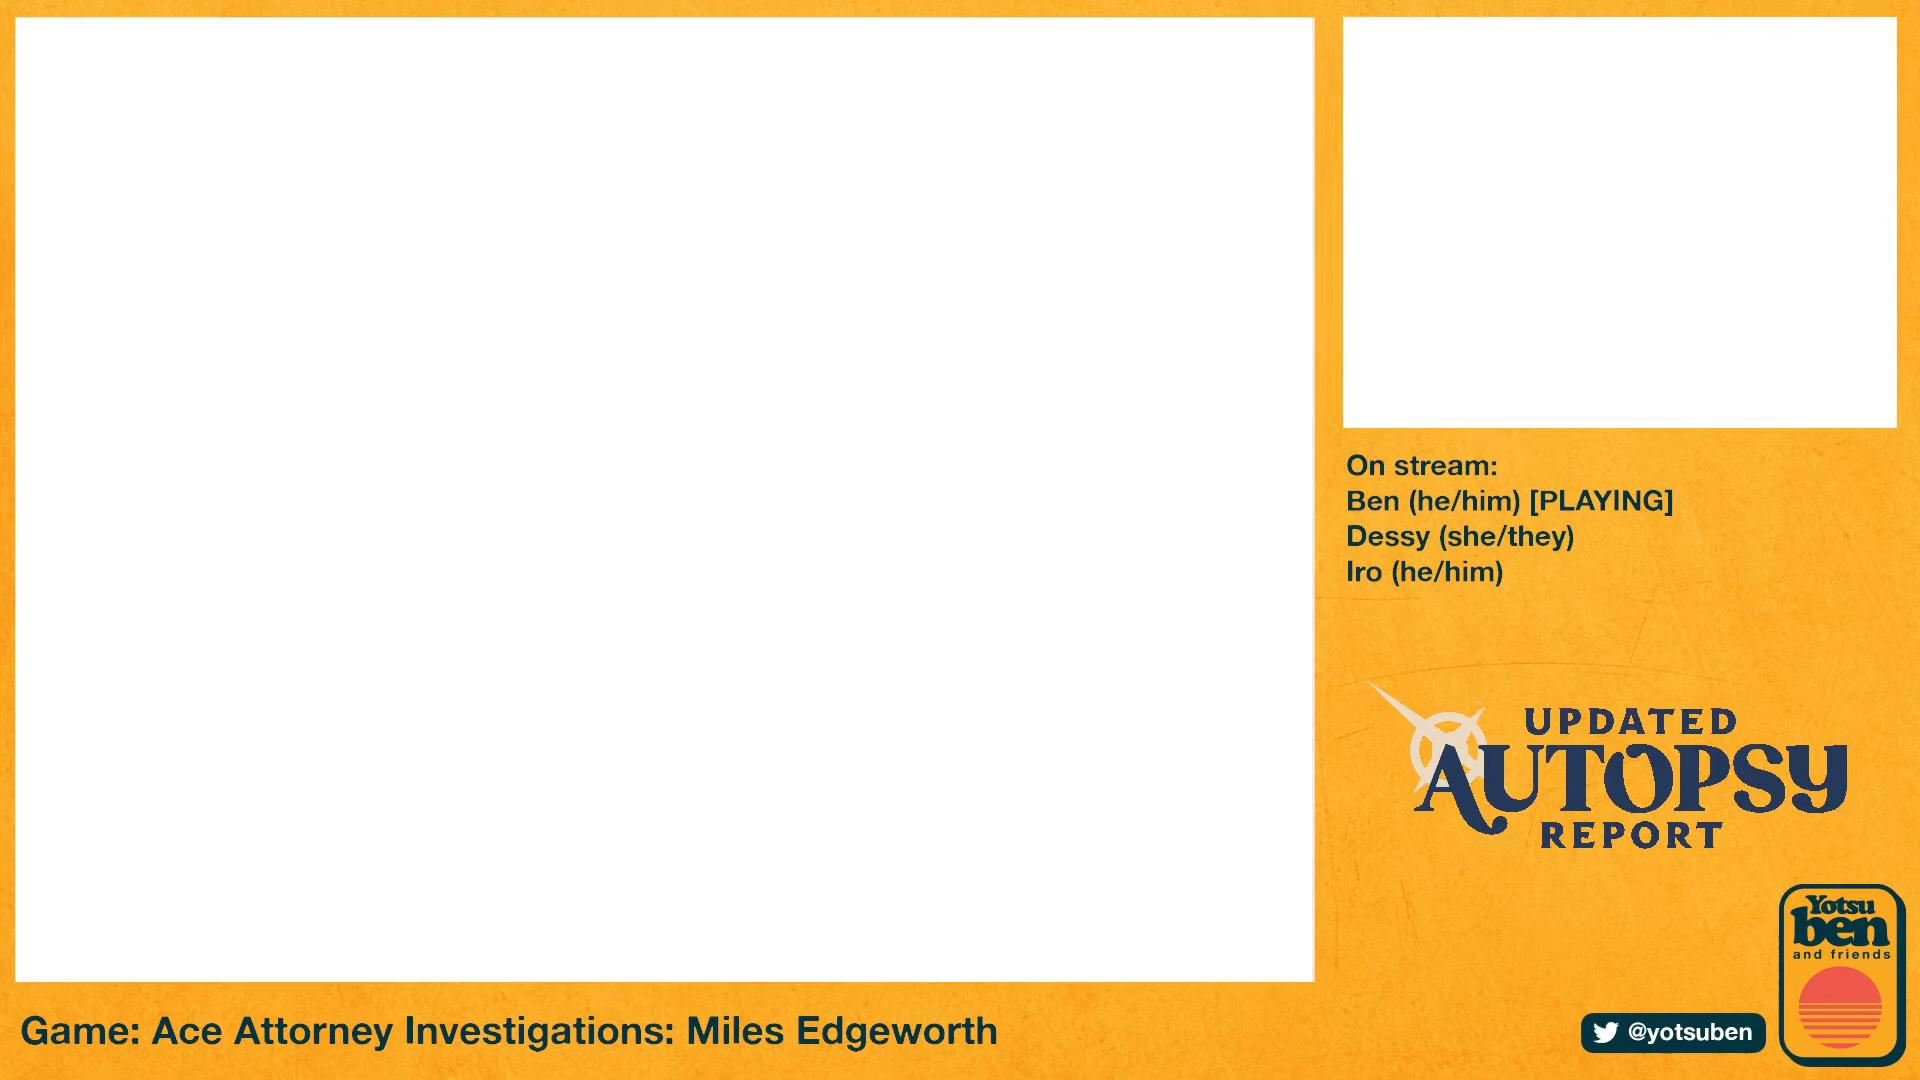 On stream:
Ben (he/him) [PLAYING]
Dessy (she/they)
Iro (he/him)
UPDATED
AUTOPSY
REPORT
Yotsu
ben
and friends
Game: Ace Attorney Investigations: Miles Edgeworth
@yotsuben